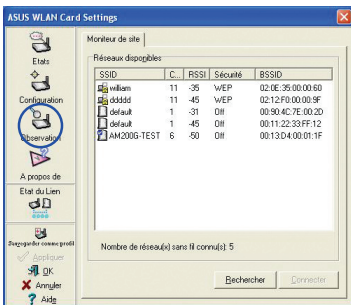 ASUS WLAN Card Settings
Etats
Configuration
Observation
A propos de
Etat du Lien
Sauvegarder comme profil
Appliquer
OK
Annuler
Aide
Moniteur de site
Réseaux disponibles
SSID C... RSSI Sécurité BSSID
william 11 -35 WEP 02:0E:35:00:00:60
ddddd 11 -45 WEP 02:12:F0:00:00:9F
default 1 -31 Off 00:90:4C:7E:00:2D
default 1 -45 Off 00:11:22:33:FF:12
AM200G-TEST 6 -50 Off 00:13:D4:00:01:1F
Nombre de réseau(x) sans fil connu(s): 5
Rechercher Connecter